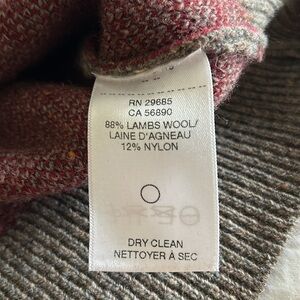 RN 29685
CA 56890
88% LAMBS WOOL/
LAINE D'AGNEAU
12% NYLON
DRY CLEAN
NETTOYER À SEC